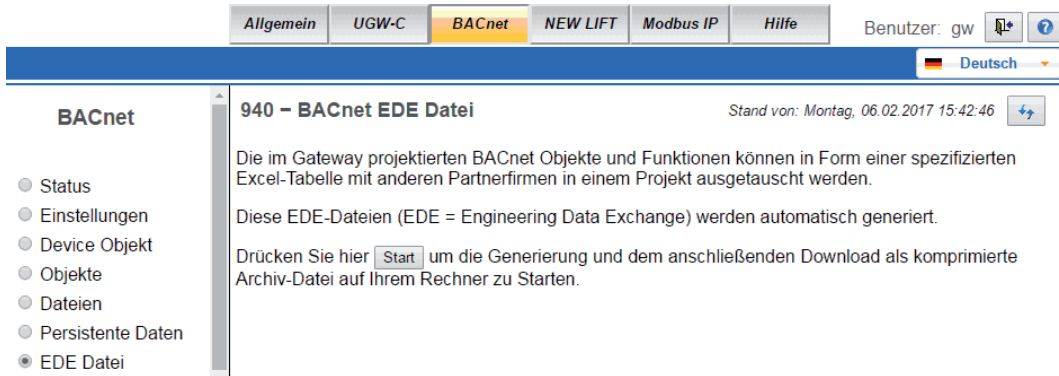 Allgemein UGW-C BACnet NEW LIFT Modbus IP Hilfe Benutzer: gw
Deutsch
BACnet
Status
Einstellungen
Device Objekt
Objekte
Dateien
Persistente Daten
EDE Datei
940 − BACnet EDE Datei Stand von: Montag, 06.02.2017 15:42:46
Die im Gateway projektierten BACnet Objekte und Funktionen können in Form einer spezifizierten
Excel-Tabelle mit anderen Partnerfirmen in einem Projekt ausgetauscht werden.
Diese EDE-Dateien (EDE = Engineering Data Exchange) werden automatisch generiert.
Drücken Sie hier Start um die Generierung und dem anschließenden Download als komprimierte
Archiv-Datei auf Ihrem Rechner zu Starten.